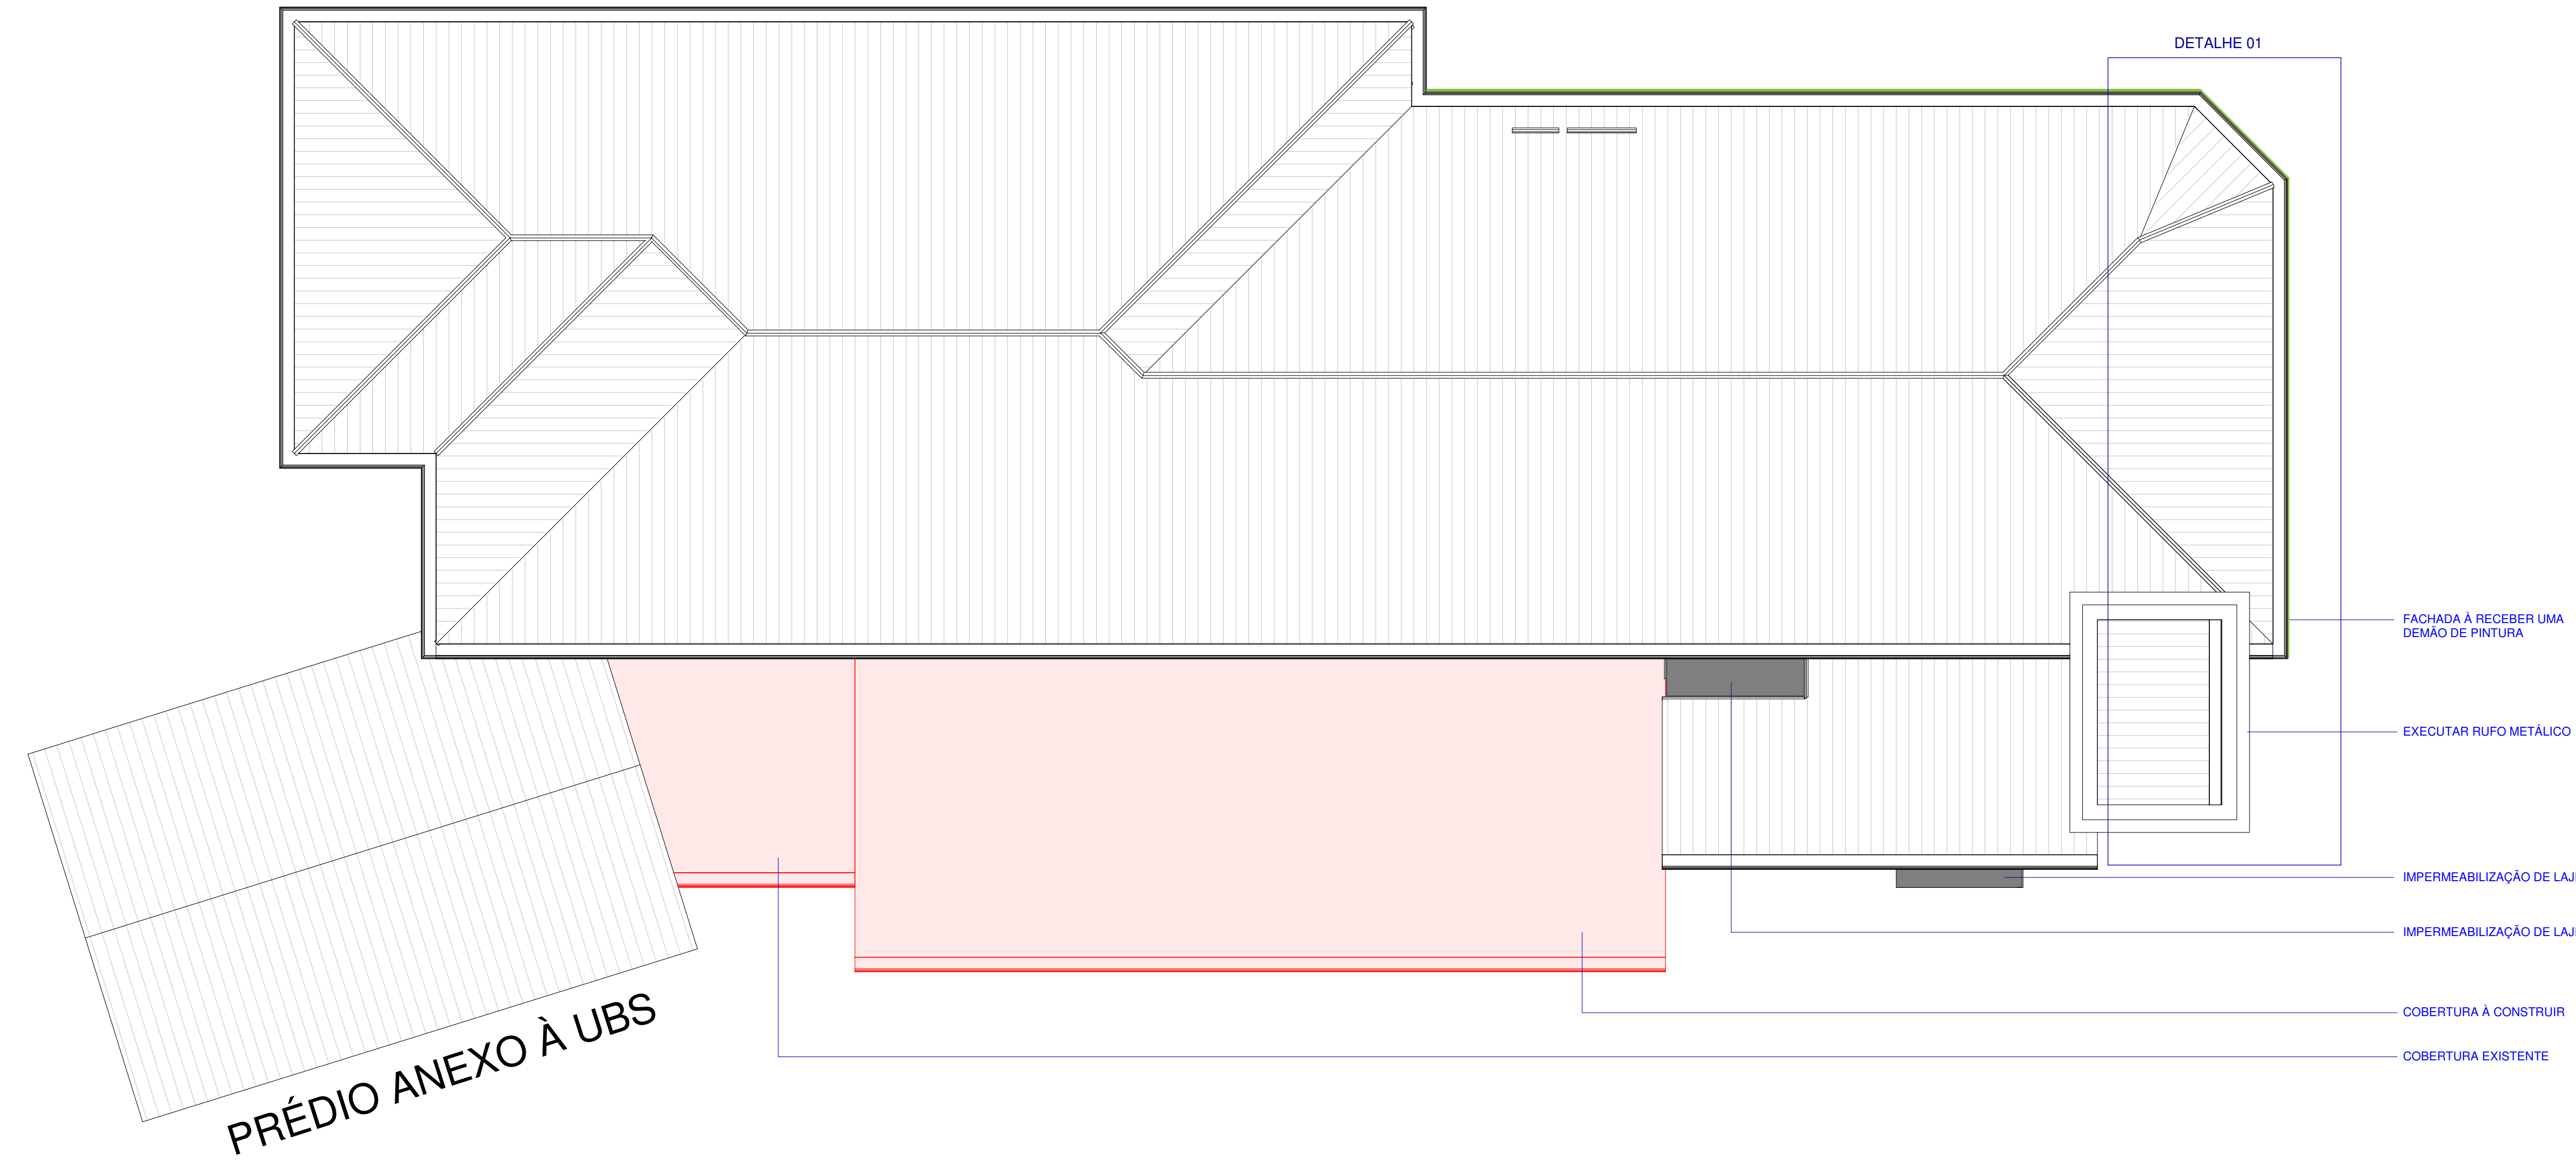 DETALHE 01
FACHADA À RECEBER UMA
DEMÃO DE PINTURA
EXECUTAR RUFO METÁLICO
IMPERMEABILIZAÇÃO DE LAJ
IMPERMEABILIZAÇÃO DE LAJ
COBERTURA À CONSTRUIR
COBERTURA EXISTENTE
PRÉDIO ANEXO À UBS